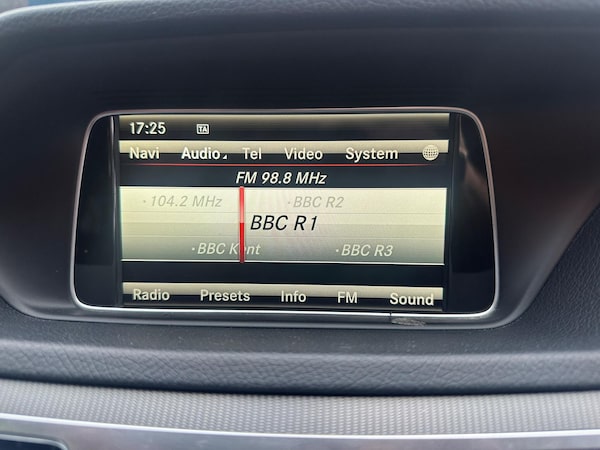 17:25 TA
Navi Audio Tel Video System
FM 98.8 MHz
104.2 MHz BBC R2
BBC R1
BBC Kent BBC R3
Radio Presets Info FM Sound